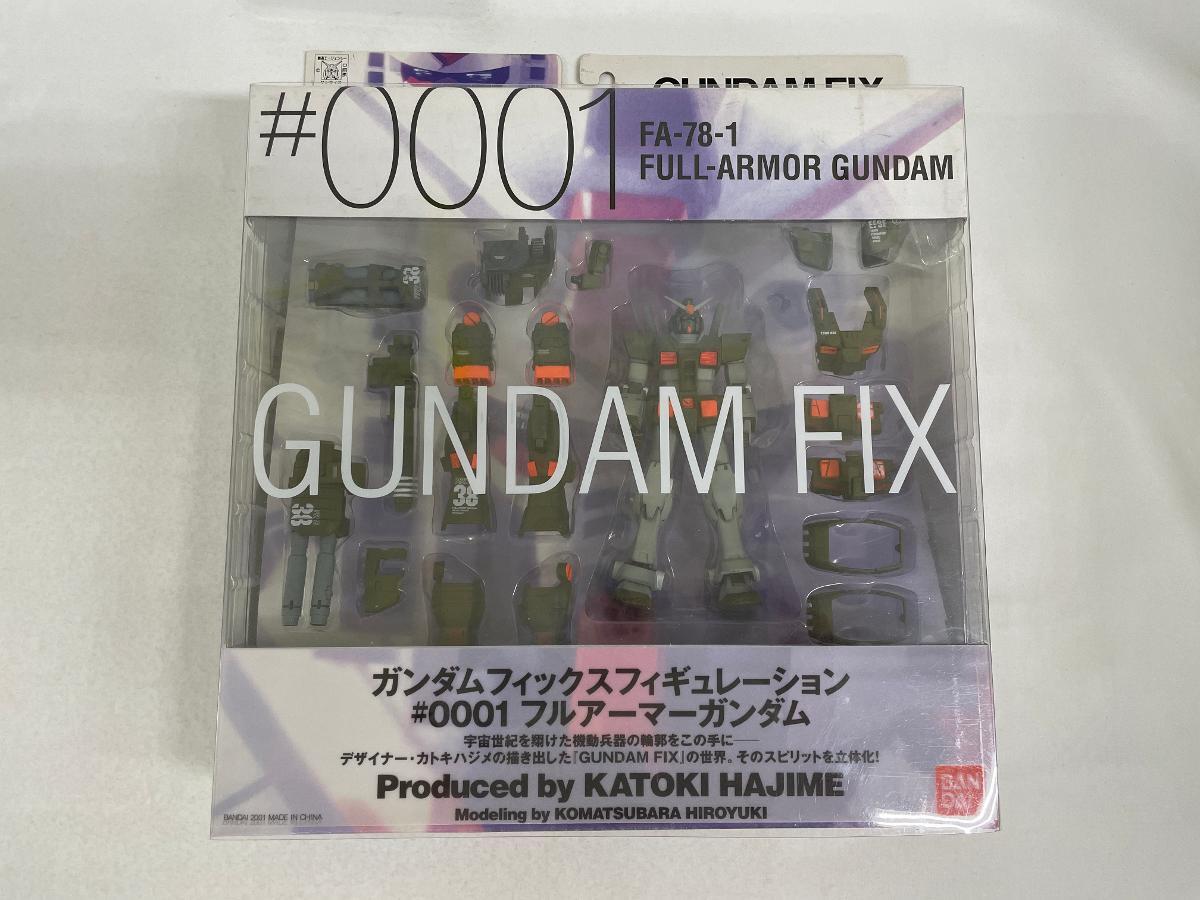 GUNDAM FIX
#0001
FA-78-1
FULL-ARMOR GUNDAM
GUNDAM FIX
38
38
38
ガンダムフィックスフィギュレーション
#0001 フルアーマーガンダム
宇宙世紀を翔けた機動兵器の輪郭をこの手に――
デザイナー・カトキハジメの描き出した『GUNDAM FIX』の世界。そのスピリットを立体化!
Produced by KATOKI HAJIME
Modeling by KOMATSUBARA HIROYUKI
BANDAI 2001 MADE IN CHINA
BAN
DAI